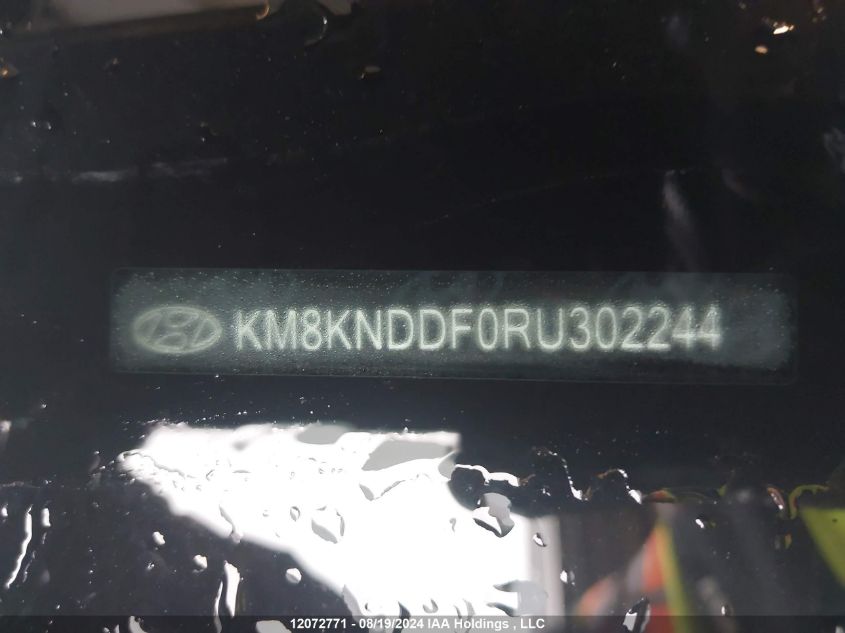 KM8KNDDF0RU302244
12072771 - 08/19/2024 IAA Holdings , LLC